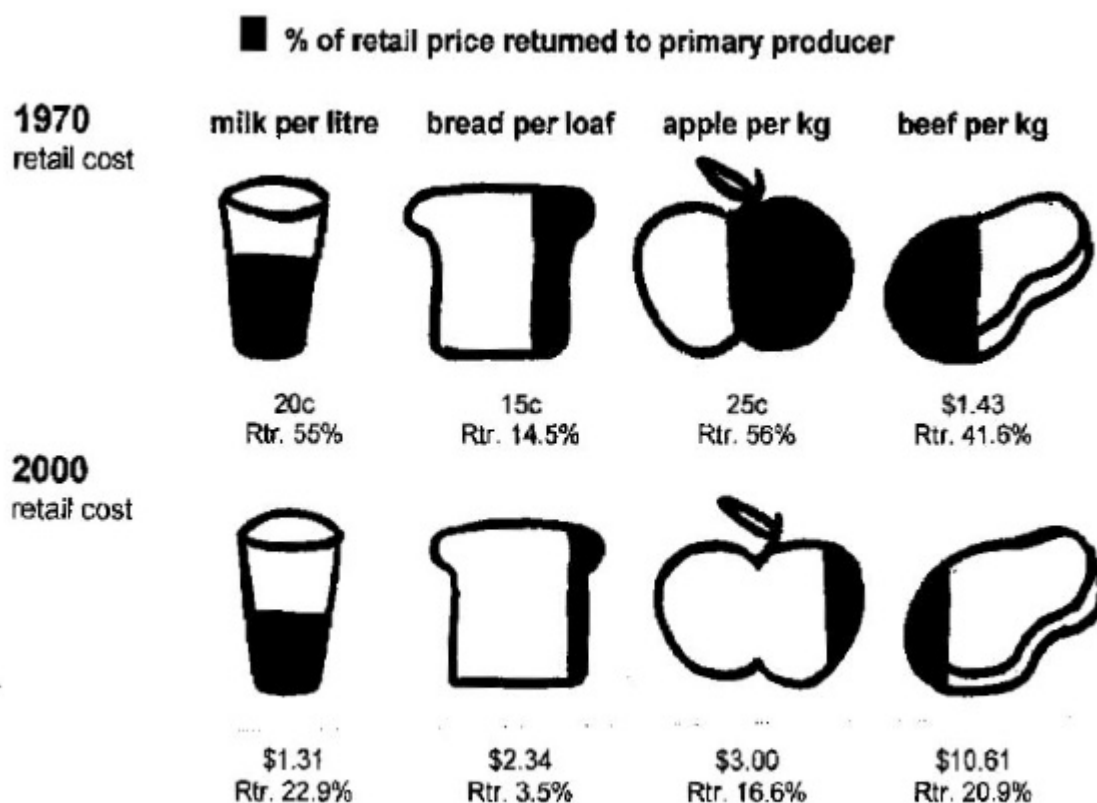 % of retail price returned to primary producer
1970
retail cost
milk per litre bread per loaf apple per kg beef per kg
20c 15c 25c $1.43
Rtr. 55% Rtr. 14.5% Rtr. 56% Rtr. 41.6%
2000
retail cost
$1.31 $2.34 $3.00 $10.61
Rtr. 22.9% Rtr. 3.5% Rtr. 16.6% Rtr. 20.9%